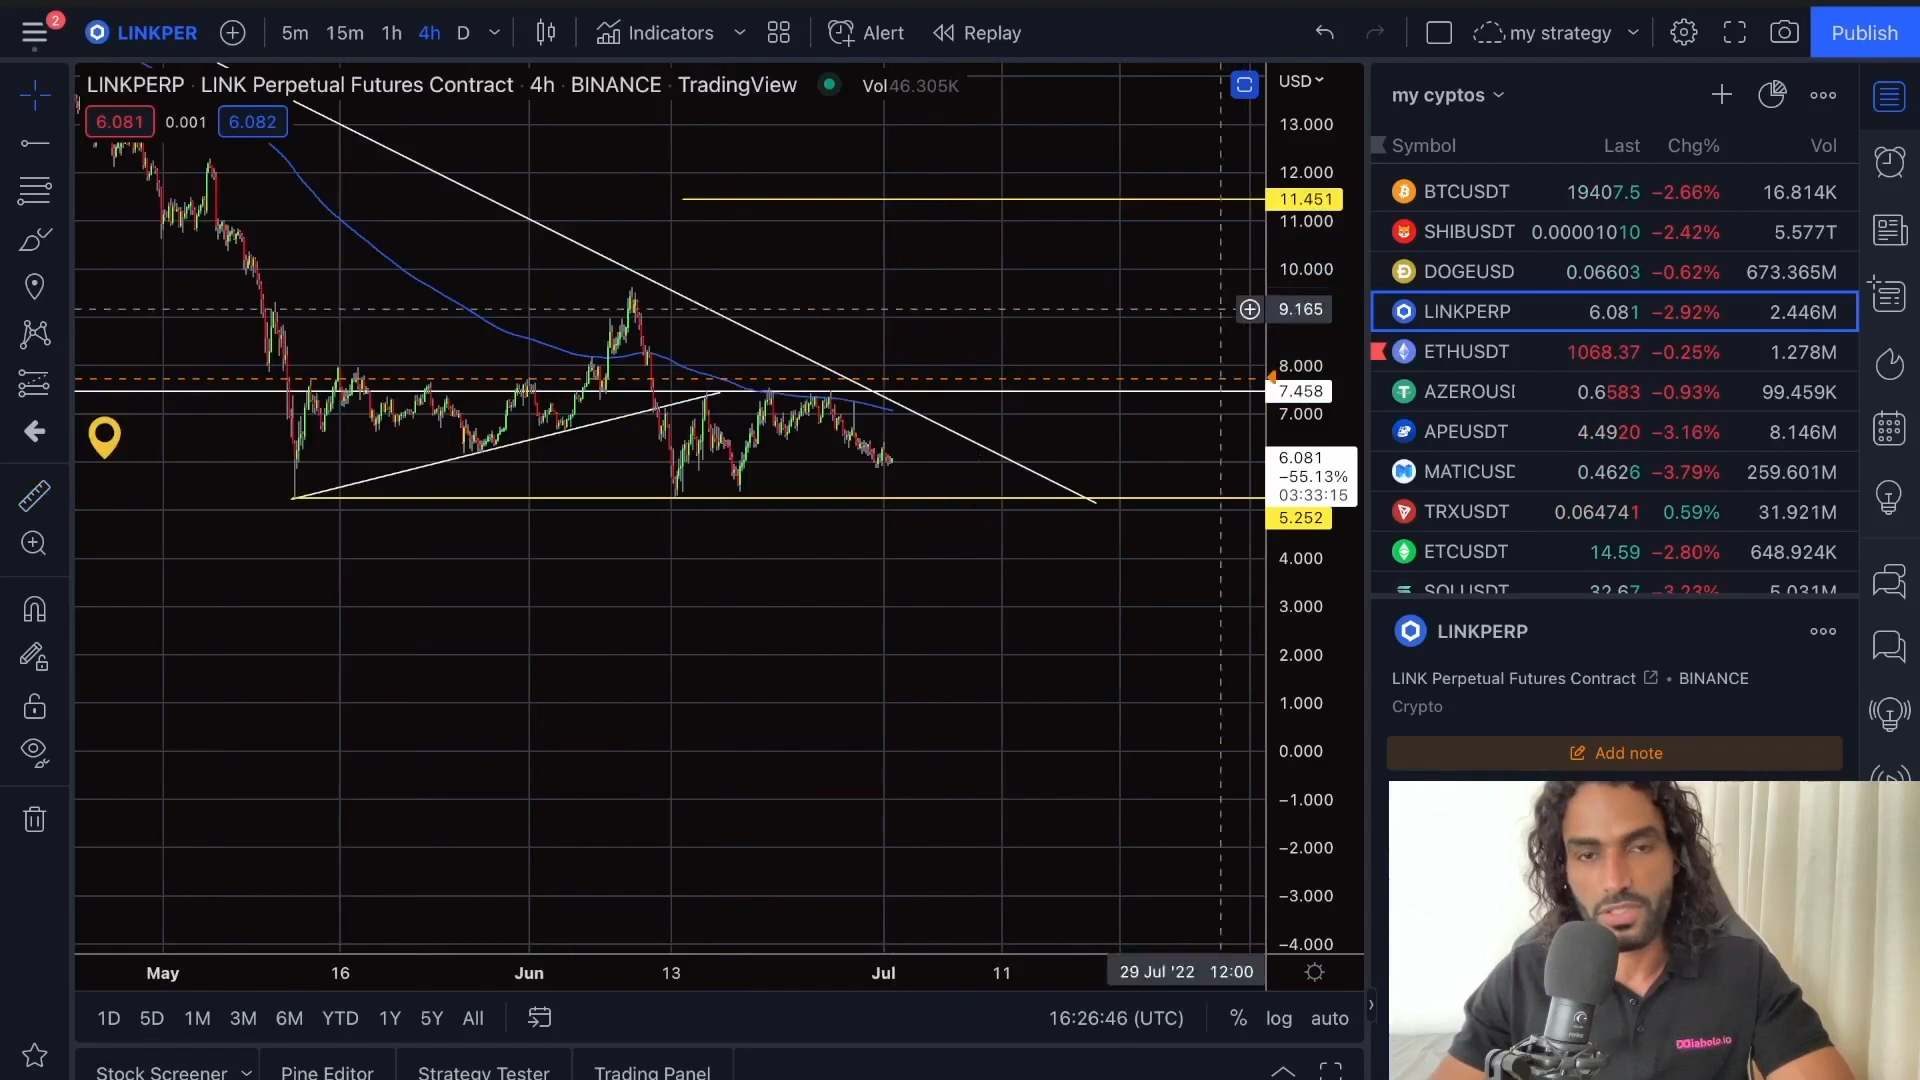 2
LINKPER
5m 15m 1h 4h D
Indicators
Alert
Replay
my strategy
Publish
LINKPERP · LINK Perpetual Futures Contract · 4h · BINANCE · TradingView
Vol 46.305K
6.081 0.001 6.082
USD
13.000
12.000
11.451
11.000
10.000
9.165
8.000
7.458
7.000
6.081
−55.13%
03:33:15
5.252
4.000
3.000
2.000
1.000
0.000
−1.000
−2.000
−3.000
−4.000
May 16 Jun 13 Jul 11 29 Jul '22 12:00
1D 5D 1M 3M 6M YTD 1Y 5Y All
16:26:46 (UTC) % log auto
Stock Screener Pine Editor Strategy Tester Trading Panel
my cyptos
Symbol Last Chg% Vol
BTCUSDT 19407.5 −2.66% 16.814K
SHIBUSDT 0.00001010 −2.42% 5.577T
DOGEUSD 0.06603 −0.62% 673.365M
LINKPERP 6.081 −2.92% 2.446M
ETHUSDT 1068.37 −0.25% 1.278M
AZEROUSI 0.6583 −0.93% 99.459K
APEUSDT 4.4920 −3.16% 8.146M
MATICUSD 0.4626 −3.79% 259.601M
TRXUSDT 0.064741 0.59% 31.921M
ETCUSDT 14.59 −2.80% 648.924K
SOLUSDT 32.67 −3.23% 5.031M
LINKPERP
LINK Perpetual Futures Contract • BINANCE
Crypto
Add note
Diabolo.io